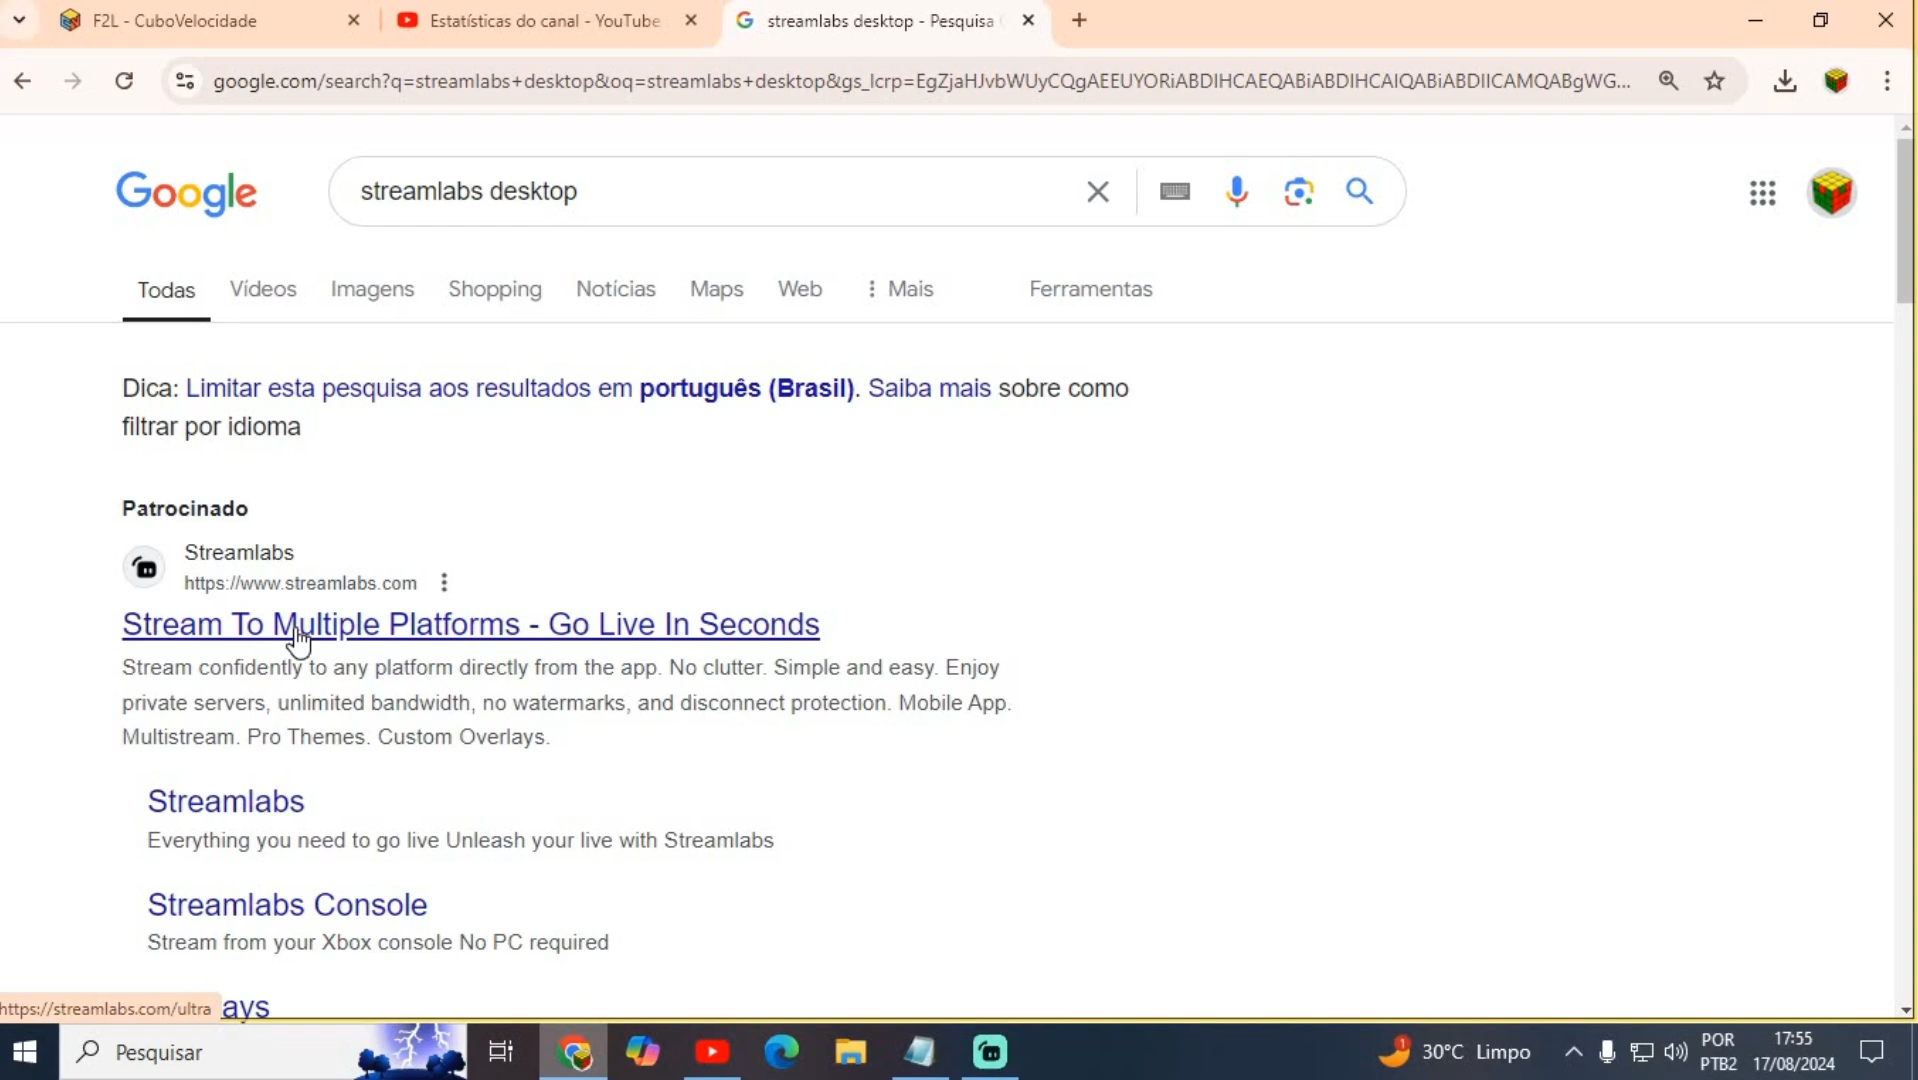 F2L - CuboVelocidade
Estatísticas do canal - YouTube
streamlabs desktop - Pesquisa
google.com/search?q=streamlabs+desktop&oq=streamlabs+desktop&gs_lcrp=EgZjaHJvbWUyCQgAEEUYORiABDIHCAEQABiABDIHCAIQABiABDIICAMQABgWG...
Google
streamlabs desktop
Todas Vídeos Imagens Shopping Notícias Maps Web Mais Ferramentas
Dica: Limitar esta pesquisa aos resultados em português (Brasil). Saiba mais sobre como
filtrar por idioma
Patrocinado
Streamlabs
https://www.streamlabs.com
Stream To Multiple Platforms - Go Live In Seconds
Stream confidently to any platform directly from the app. No clutter. Simple and easy. Enjoy
private servers, unlimited bandwidth, no watermarks, and disconnect protection. Mobile App.
Multistream. Pro Themes. Custom Overlays.
Streamlabs
Everything you need to go live Unleash your live with Streamlabs
Streamlabs Console
Stream from your Xbox console No PC required
https://streamlabs.com/ultra
ays
Pesquisar
1
30°C Limpo
POR
PTB2
17:55
17/08/2024